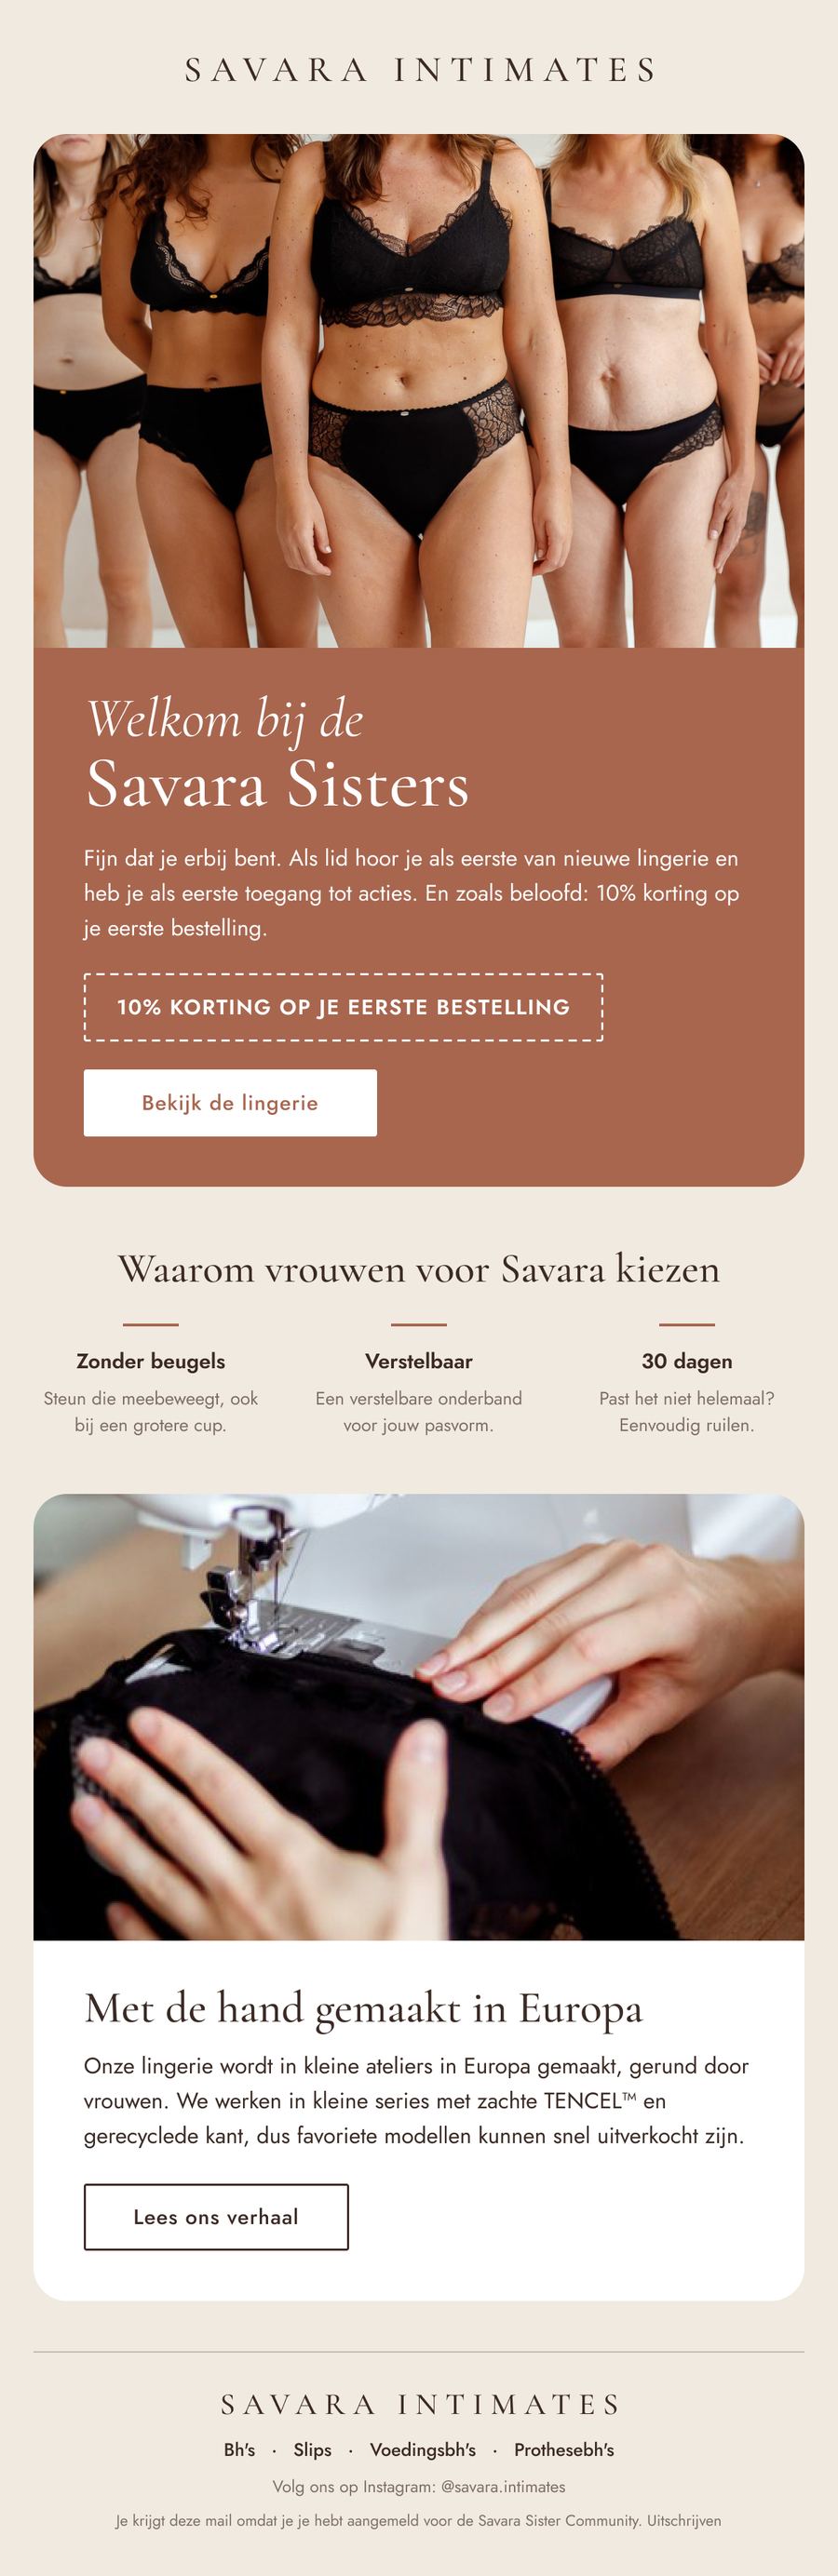 SAVARA INTIMATES
Welkom bij de
Savara Sisters
Fijn dat je erbij bent. Als lid hoor je als eerste van nieuwe lingerie en
heb je als eerste toegang tot acties. En zoals beloofd: 10% korting op
je eerste bestelling.
10% KORTING OP JE EERSTE BESTELLING
Bekijk de lingerie
Waarom vrouwen voor Savara kiezen
Zonder beugels
Steun die meebeweegt, ook
bij een grotere cup.
Verstelbaar
Een verstelbare onderband
voor jouw pasvorm.
30 dagen
Past het niet helemaal?
Eenvoudig ruilen.
Met de hand gemaakt in Europa
Onze lingerie wordt in kleine ateliers in Europa gemaakt, gerund door
vrouwen. We werken in kleine series met zachte TENCEL™ en
gerecyclede kant, dus favoriete modellen kunnen snel uitverkocht zijn.
Lees ons verhaal
SAVARA INTIMATES
Bh's · Slips · Voedingsbh's · Prothesebh's
Volg ons op Instagram: @savara.intimates
Je krijgt deze mail omdat je je hebt aangemeld voor de Savara Sister Community. Uitschrijven